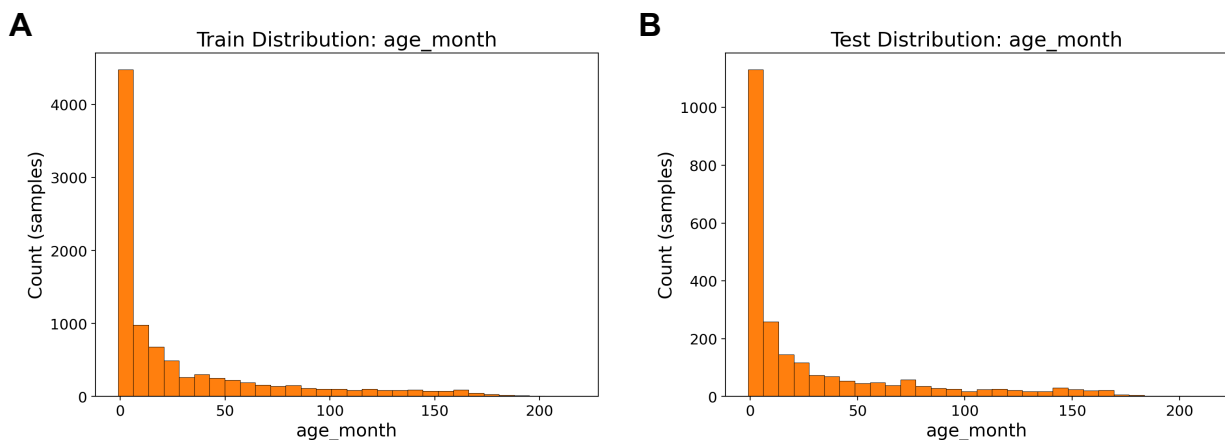 A
Train Distribution: age_month
Count (samples)
4000
3000
2000
1000
0
0 50 100 150 200
age_month
B
Test Distribution: age_month
Count (samples)
1000
800
600
400
200
0
0 50 100 150 200
age_month